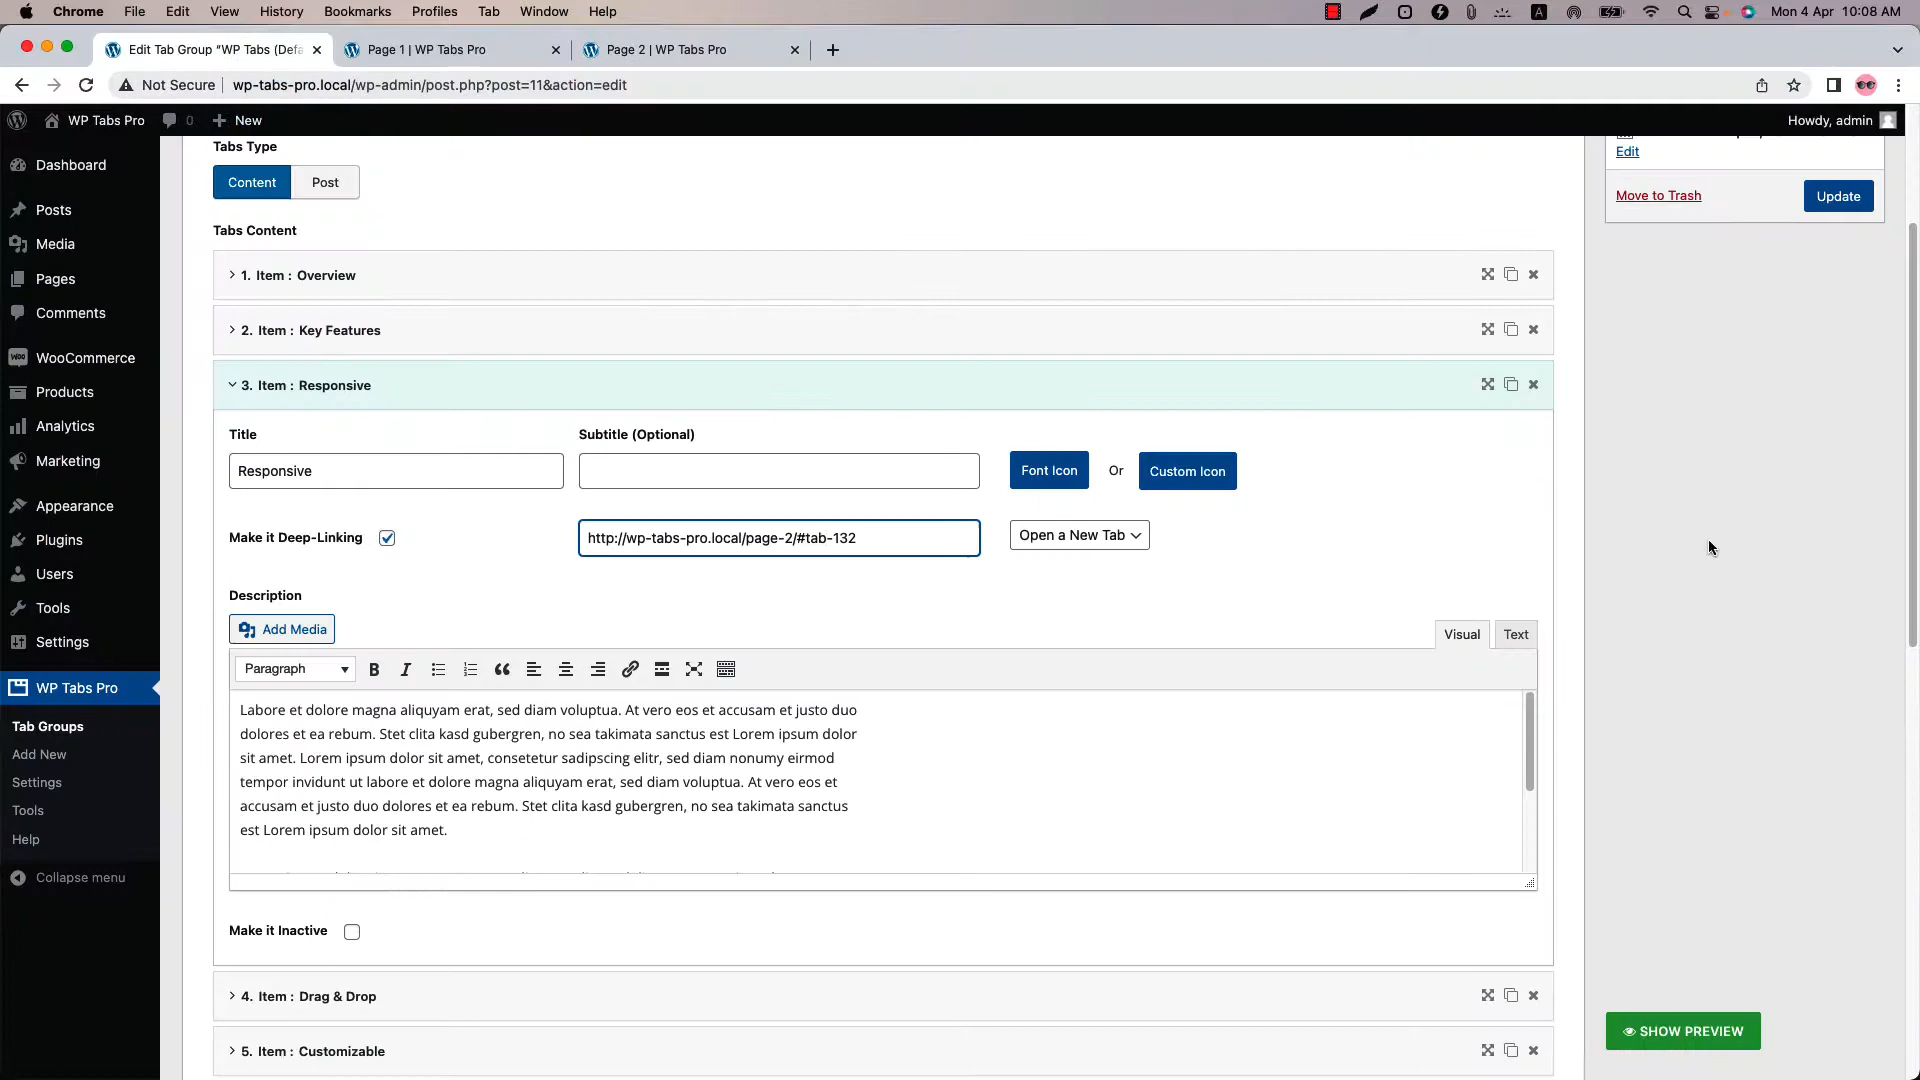 Chrome File Edit View History Bookmarks Profiles Tab Window Help
Mon 4 Apr 10:08 AM
Edit Tab Group “WP Tabs (Defa
Page 1 | WP Tabs Pro
Page 2 | WP Tabs Pro
Not Secure wp-tabs-pro.local/wp-admin/post.php?post=11&action=edit
WP Tabs Pro 0 New
Howdy, admin
Dashboard
Posts
Media
Pages
Comments
WooCommerce
Products
Analytics
Marketing
Appearance
Plugins
Users
Tools
Settings
WP Tabs Pro
Tab Groups
Add New
Settings
Tools
Help
Collapse menu
Tabs Type
Content Post
Tabs Content
1. Item : Overview
2. Item : Key Features
3. Item : Responsive
Title
Subtitle (Optional)
Responsive
Font Icon Or Custom Icon
Make it Deep-Linking
http://wp-tabs-pro.local/page-2/#tab-132
Open a New Tab
Description
Add Media
Visual Text
Paragraph
Labore et dolore magna aliquyam erat, sed diam voluptua. At vero eos et accusam et justo duo
dolores et ea rebum. Stet clita kasd gubergren, no sea takimata sanctus est Lorem ipsum dolor
sit amet. Lorem ipsum dolor sit amet, consetetur sadipscing elitr, sed diam nonumy eirmod
tempor invidunt ut labore et dolore magna aliquyam erat, sed diam voluptua. At vero eos et
accusam et justo duo dolores et ea rebum. Stet clita kasd gubergren, no sea takimata sanctus
est Lorem ipsum dolor sit amet.
Make it Inactive
4. Item : Drag & Drop
5. Item : Customizable
Edit
Move to Trash
Update
SHOW PREVIEW